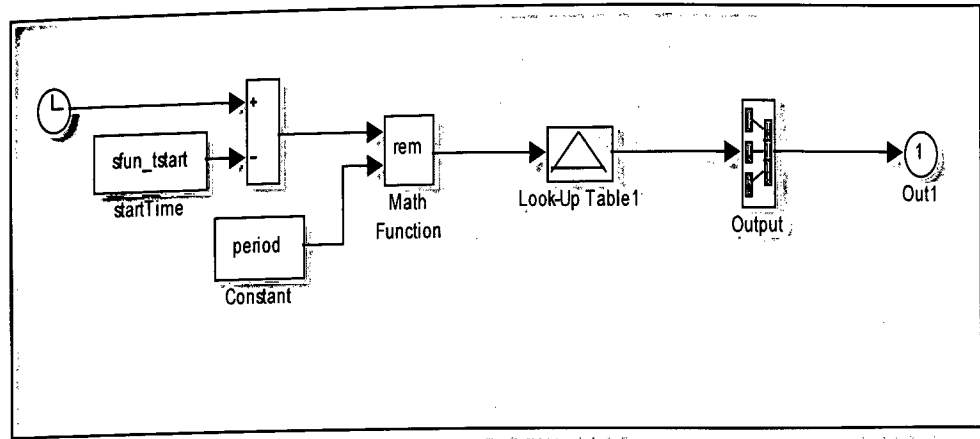 +
−
sfun_tstart
startTime
period
Constant
rem
Math
Function
Look-Up Table1
Output
1
Out1